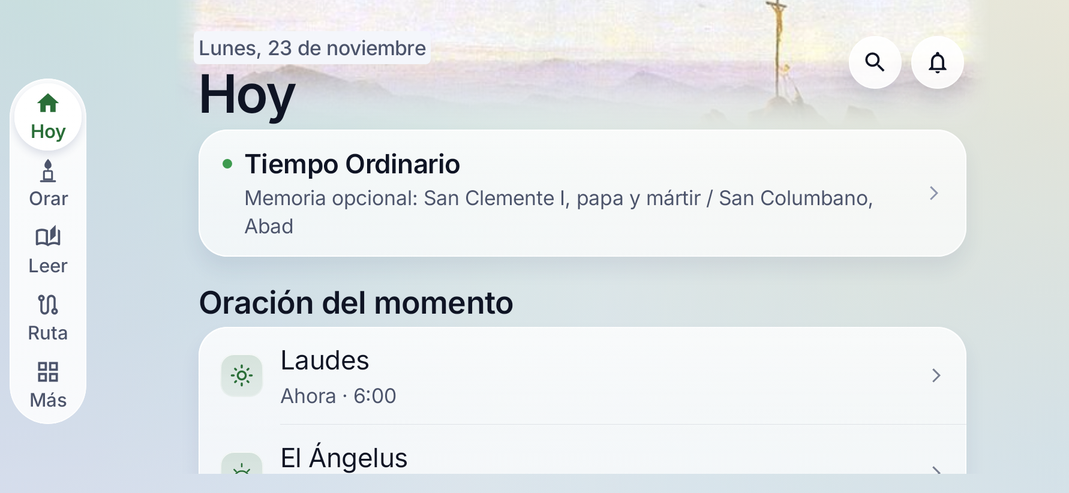 Lunes, 23 de noviembre
Hoy
Hoy
Orar
Leer
Ruta
Más
Tiempo Ordinario
Memoria opcional: San Clemente I, papa y mártir / San Columbano,
Abad
Oración del momento
Laudes
Ahora · 6:00
El Ángelus